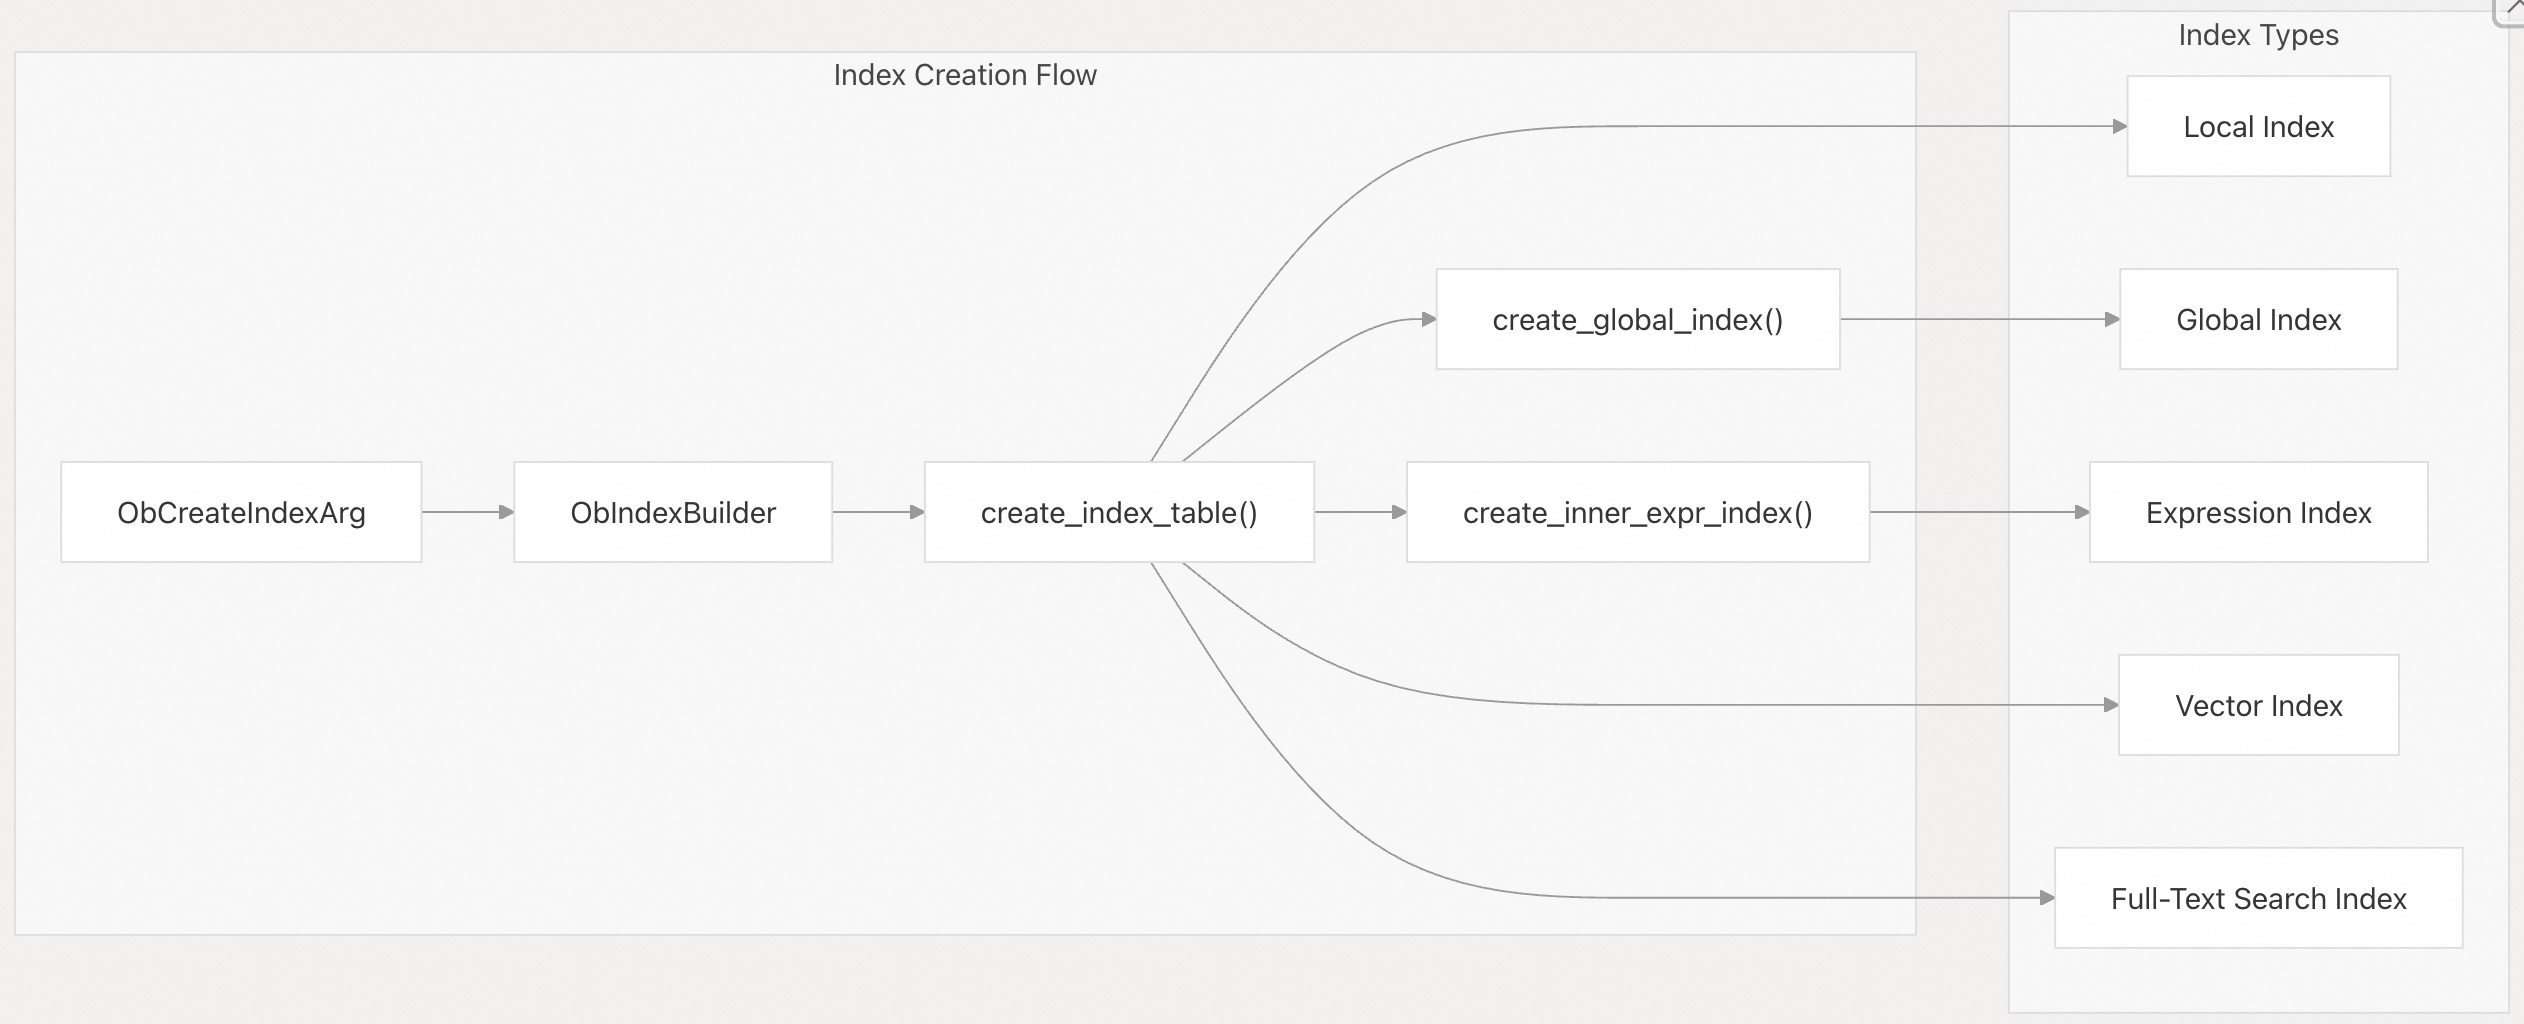 Index Creation Flow
ObCreateIndexArg
ObIndexBuilder
create_index_table()
create_global_index()
create_inner_expr_index()
Index Types
Local Index
Global Index
Expression Index
Vector Index
Full-Text Search Index